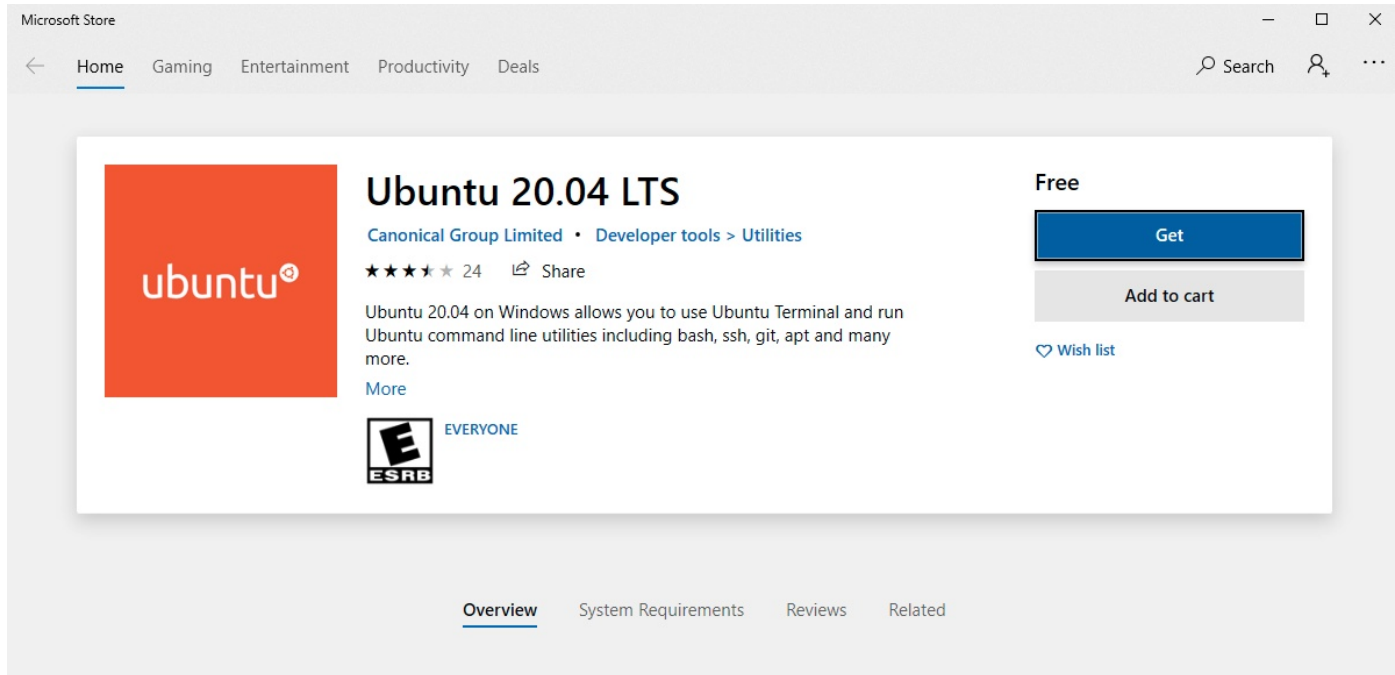 Microsoft Store
Home Gaming Entertainment Productivity Deals Search
ubuntu
Ubuntu 20.04 LTS
Canonical Group Limited • Developer tools > Utilities
24 Share
Ubuntu 20.04 on Windows allows you to use Ubuntu Terminal and run
Ubuntu command line utilities including bash, ssh, git, apt and many
more.
More
E
ESRB
EVERYONE
Free
Get
Add to cart
Wish list
Overview System Requirements Reviews Related